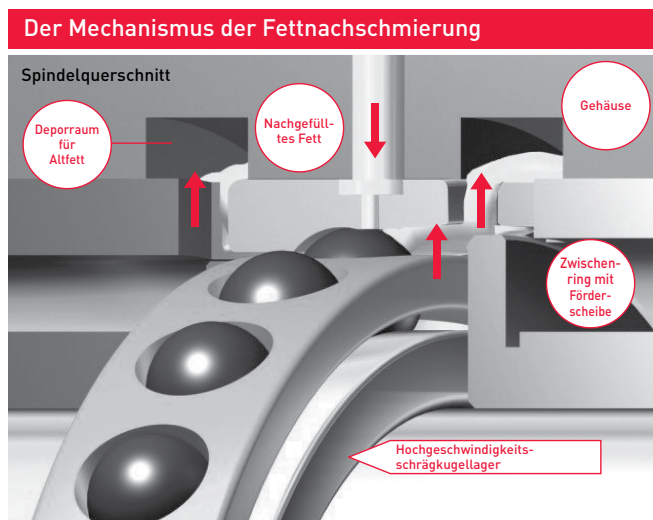 Der Mechanismus der Fettnachschmierung
Spindelquerschnitt
Deporraum
für
Altfett
Nachgefüll-
tes Fett
Gehäuse
Zwischen-
ring mit
Förder-
scheibe
Hochgeschwindigkeits-
schrägkugellager